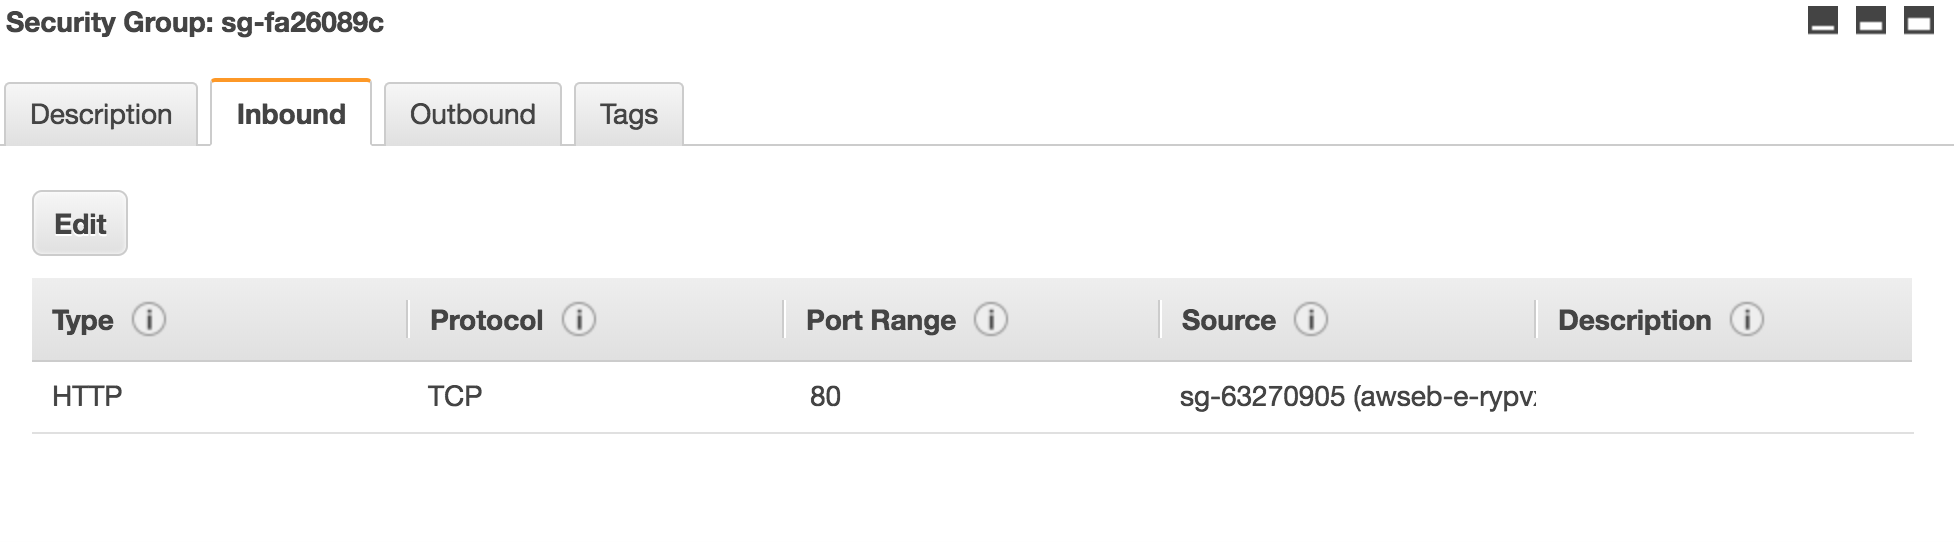 Security Group: sg-fa26089c
Description Inbound Outbound Tags
Edit
Type Protocol Port Range Source Description
HTTP TCP 80 sg-63270905 (awseb-e-rypv